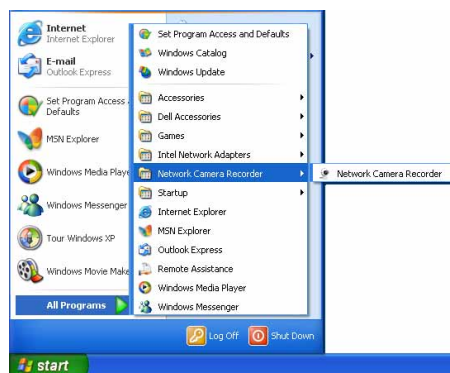 Internet
Internet Explorer
E-mail
Outlook Express
Set Program Access
Defaults
MSN Explorer
Windows Media Playe
Windows Messenger
Tour Windows XP
Windows Movie Make
All Programs
Set Program Access and Defaults
Windows Catalog
Windows Update
Accessories
Dell Accessories
Games
Intel Network Adapters
Network Camera Recorder
Startup
Internet Explorer
MSN Explorer
Outlook Express
Remote Assistance
Windows Media Player
Windows Messenger
Network Camera Recorder
Log Off
Shut Down
start